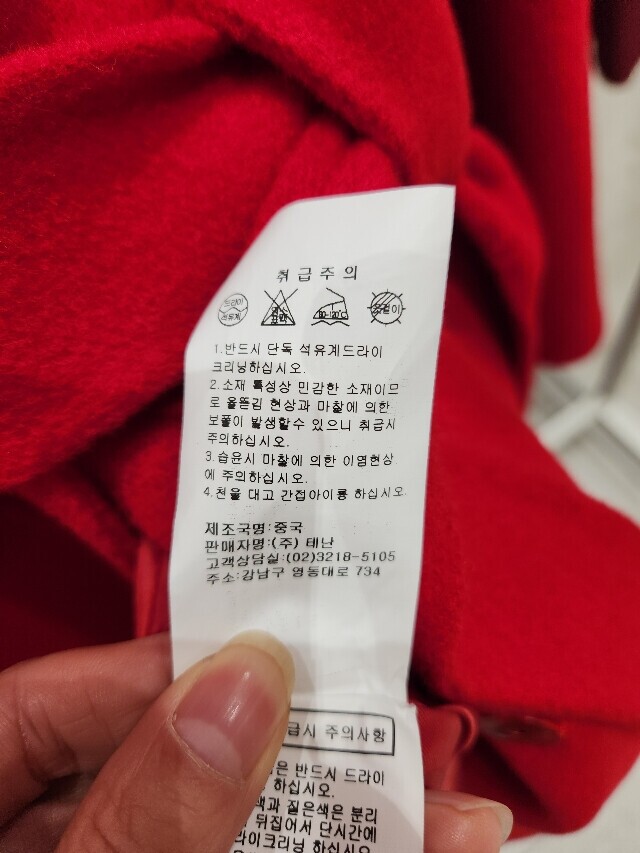 취급주의
드라이
석유계
80-120℃
옷걸이
1.반드시 단독 석유계드라이
크리닝하십시오.
2.소재 특성상 민감한 소재이므
로 올뜯김 현상과 마찰에 의한
보풀이 발생할수 있으니 취급시
주의하십시오.
3.습윤시 마찰에 의한 이염현상
에 주의하십시오.
4.천을 대고 간접아이롱 하십시오.
제조국명:중국
판매자명:(주) 테난
고객상담실:(02)3218-5105
주소:강남구 영동대로 734
급시 주의사항
은 반드시 드라이
하십시오.
색과 짙은색은 분리
뒤집어서 단시간에
라이크리닝 하십시오